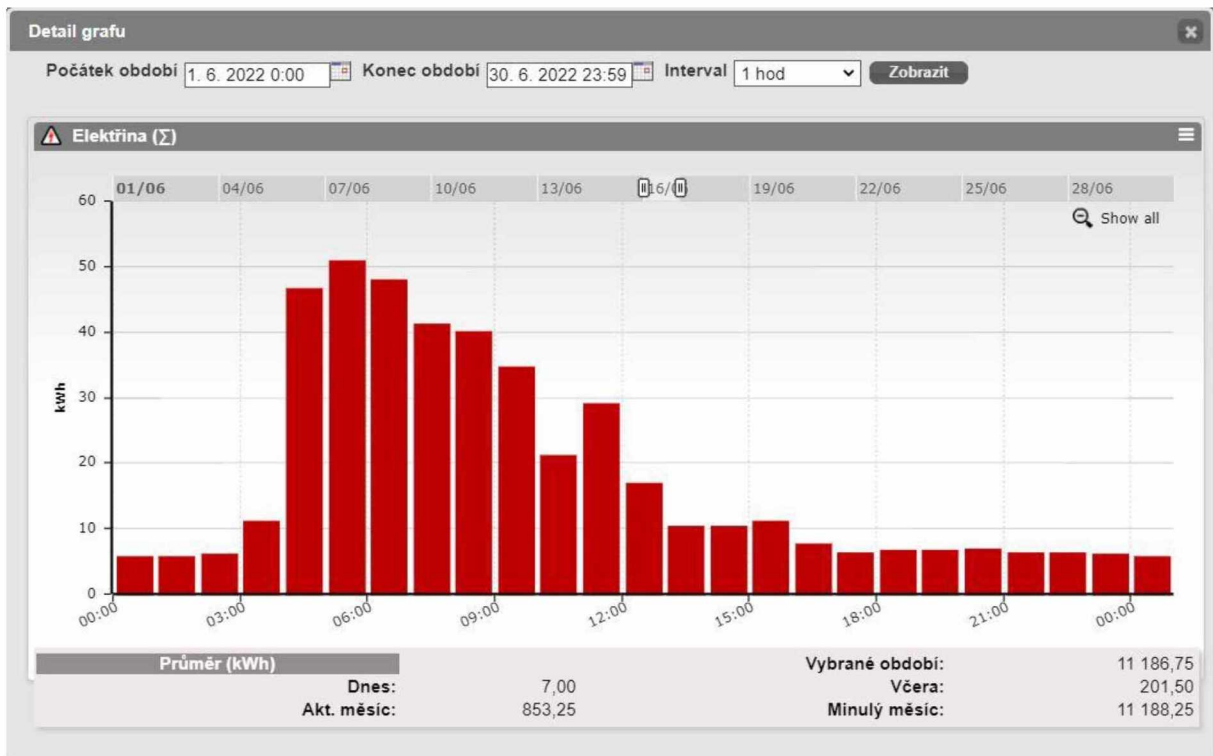 Detail grafu
Počátek období 1. 6. 2022 0:00 Konec období 30. 6. 2022 23:59 Interval 1 hod Zobrazit
Elektřina (∑)
01/06 04/06 07/06 10/06 13/06 16/0 19/06 22/06 25/06 28/06
Show all
60
50
40
30
20
10
0
kWh
00:00 03:00 06:00 09:00 12:00 15:00 18:00 21:00 00:00
Průměr (kWh) Vybrané období: 11 186,75
Dnes: 7,00 Včera: 201,50
Akt. měsíc: 853,25 Minulý měsíc: 11 188,25